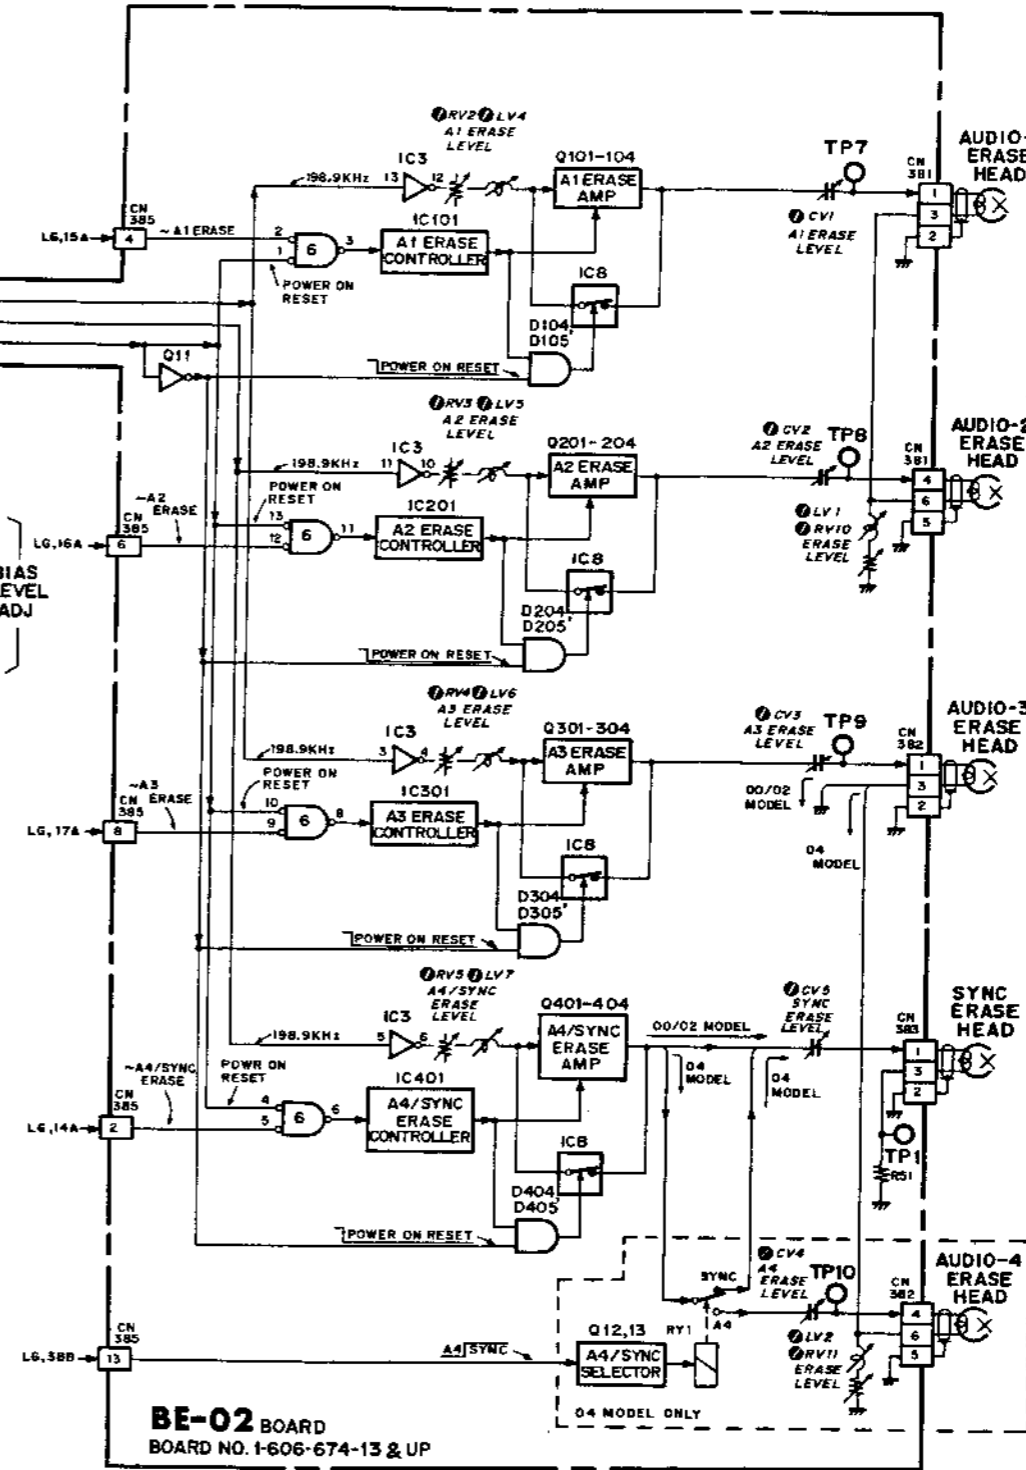 RV2 LV4
A1 ERASE
LEVEL
198.9KHz
13 IC3 12
Q101-104
A1 ERASE
AMP
TP7
CV1
A1 ERASE
LEVEL
CN
381
1
3
2
AUDIO-
ERASE
HEAD
LG,15A
CN
385
4
~A1 ERASE
2
1
6
3
POWER ON
RESET
IC101
A1 ERASE
CONTROLLER
IC8
D104,
D105
POWER ON RESET
Q11
RV3 LV5
A2 ERASE
LEVEL
198.9KHz
11 IC3 10
Q201-204
A2 ERASE
AMP
CV2
A2 ERASE
LEVEL
TP8
CN
381
4
6
5
AUDIO-2
ERASE
HEAD
LV1
RV10
ERASE
LEVEL
POWER ON
RESET
~A2
ERASE
LG,16A
CN
385
6
13
12
6
11
IC201
A2 ERASE
CONTROLLER
IC8
D204,
D205
POWER ON RESET
BIAS
LEVEL
ADJ
RV4 LV6
A3 ERASE
LEVEL
198.9KHz
3 IC3 4
Q301-304
A3 ERASE
AMP
CV3
A3 ERASE
LEVEL
TP9
CN
382
1
3
2
AUDIO-3
ERASE
HEAD
00/02
MODEL
04
MODEL
POWER ON
RESET
~A3
ERASE
LG,17A
CN
385
8
10
9
6
8
IC301
A3 ERASE
CONTROLLER
IC8
D304,
D305
POWER ON RESET
RV5 LV7
A4/SYNC
ERASE
LEVEL
198.9KHz
5 IC3 6
Q401-404
A4/SYNC
ERASE
AMP
00/02 MODEL
04
MODEL
04
MODEL
CV5
SYNC
ERASE
LEVEL
CN
383
1
3
2
SYNC
ERASE
HEAD
TP1
R51
POWR ON
RESET
~A4/SYNC
ERASE
LG,14A
CN
385
2
4
5
6
6
IC401
A4/SYNC
ERASE
CONTROLLER
IC8
D404,
D405
POWER ON RESET
SYNC
A4
RY1
CV4
A4
ERASE
LEVEL
TP10
CN
382
4
6
5
AUDIO-4
ERASE
HEAD
LV2
RV11
ERASE
LEVEL
LG,38B
CN
385
13
A4 SYNC
Q12,13
A4/SYNC
SELECTOR
04 MODEL ONLY
BE-02 BOARD
BOARD NO. 1-606-674-13 & UP